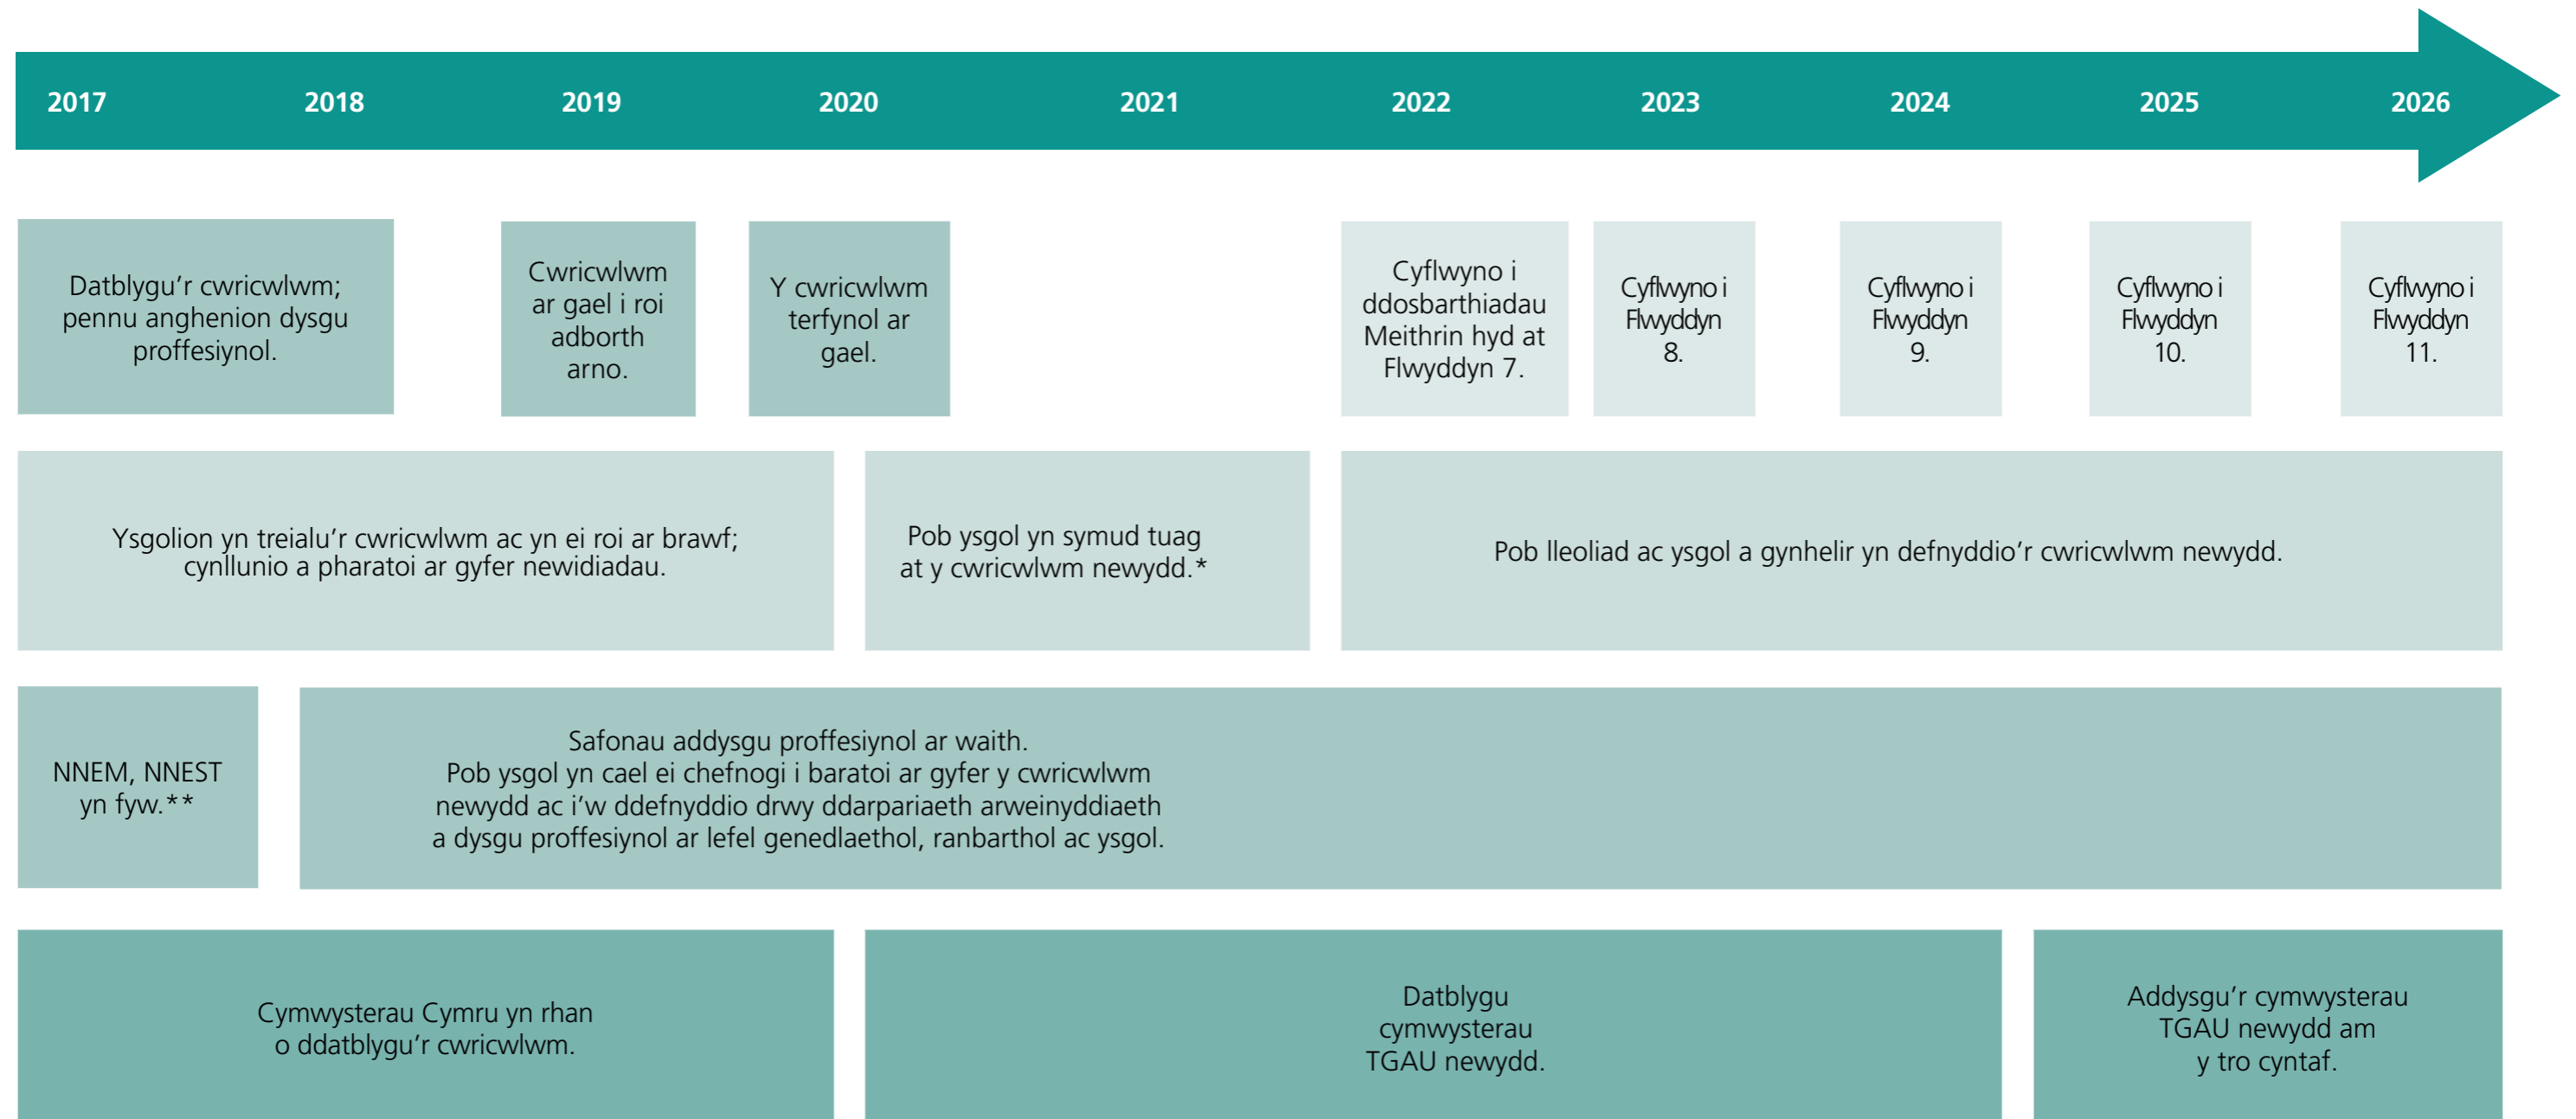 2017 2018 2019 2020 2021 2022 2023 2024 2025 2026
Datblygu’r cwricwlwm;
pennu anghenion dysgu
proffesiynol.
Cwricwlwm
ar gael i roi
adborth
arno.
Y cwricwlwm
terfynol ar
gael.
Cyflwyno i
ddosbarthiadau
Meithrin hyd at
Flwyddyn 7.
Cyflwyno i
Flwyddyn
8.
Cyflwyno i
Flwyddyn
9.
Cyflwyno i
Flwyddyn
10.
Cyflwyno i
Flwyddyn
11.
Ysgolion yn treialu’r cwricwlwm ac yn ei roi ar brawf;
cynllunio a pharatoi ar gyfer newidiadau.
Pob ysgol yn symud tuag
at y cwricwlwm newydd.*
Pob lleoliad ac ysgol a gynhelir yn defnyddio’r cwricwlwm newydd.
NNEM, NNEST
yn fyw.**
Safonau addysgu proffesiynol ar waith.
Pob ysgol yn cael ei chefnogi i baratoi ar gyfer y cwricwlwm
newydd ac i’w ddefnyddio drwy ddarpariaeth arweinyddiaeth
a dysgu proffesiynol ar lefel genedlaethol, ranbarthol ac ysgol.
Cymwysterau Cymru yn rhan
o ddatblygu’r cwricwlwm.
Datblygu
cymwysterau
TGAU newydd.
Addysgu’r cymwysterau
TGAU newydd am
y tro cyntaf.